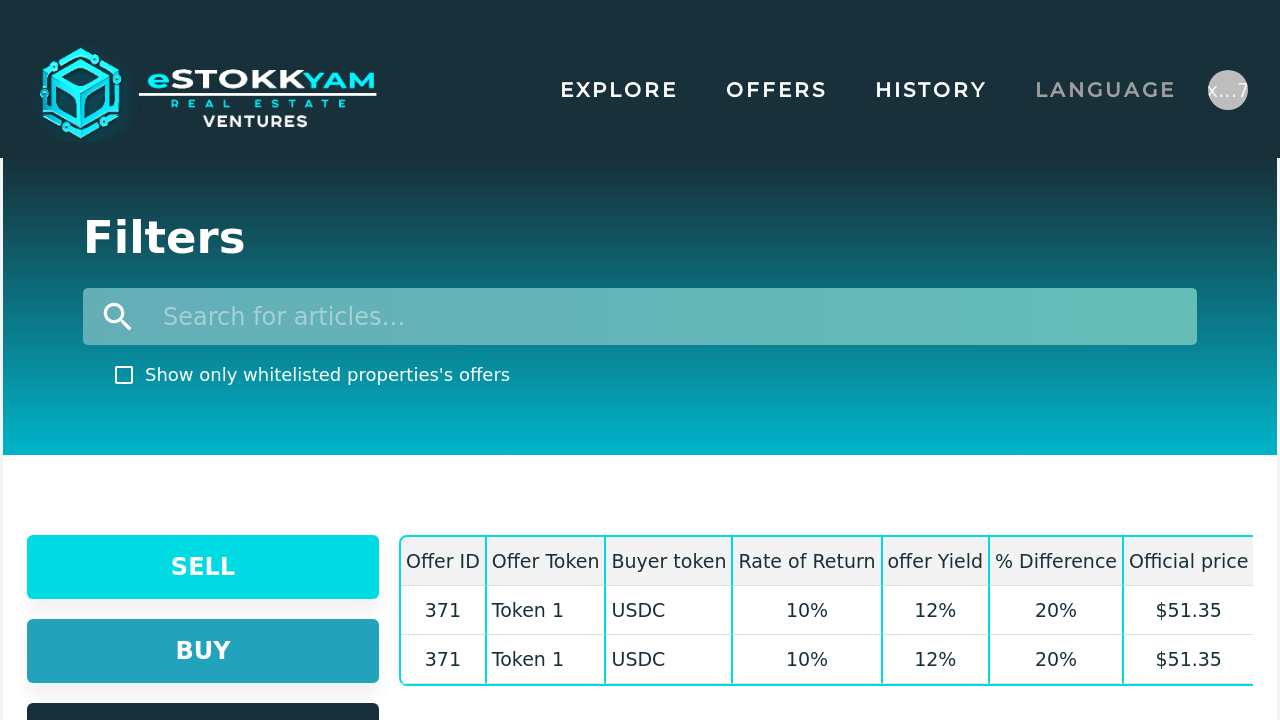 eSTOKKYAM
REAL ESTATE
VENTURES
EXPLORE OFFERS HISTORY LANGUAGE x...7
Filters
Search for articles...
Show only whitelisted properties's offers
SELL
BUY
Offer ID Offer Token Buyer token Rate of Return offer Yield % Difference Official price
371 Token 1 USDC 10% 12% 20% $51.35
371 Token 1 USDC 10% 12% 20% $51.35